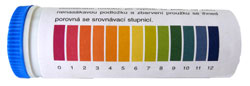 nenasákavou podložku a zbarvení proužku se ihned
porovná se srovnávací stupnicí.
0 1 2 3 4 5 6 7 8 9 10 11 12